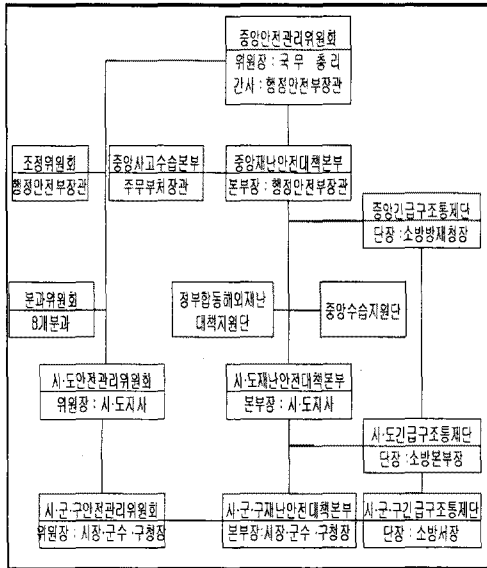 중앙안전관리위원회
위원장 : 국 무 총 리
간사 : 행정안전부장관
조정위원회
행정안전부장관
중앙사고수습본부
주무부처장관
중앙재난안전대책본부
본부장 : 행정안전부장관
중앙긴급구조통제단
단장 : 소방방재청장
분과위원회
8개분과
정부합동해외재난
대책지원단
중앙수습지원단
시·도안전관리위원회
위원장 : 시·도지사
시·도재난안전대책본부
본부장 : 시·도지사
시·도긴급구조통제단
단장 : 소방본부장
시·군·구안전관리위원회
위원장 : 시장·군수·구청장
시·군·구재난안전대책본부
본부장:시장·군수·구청장
시·군·구긴급구조통제단
단장 : 소방서장